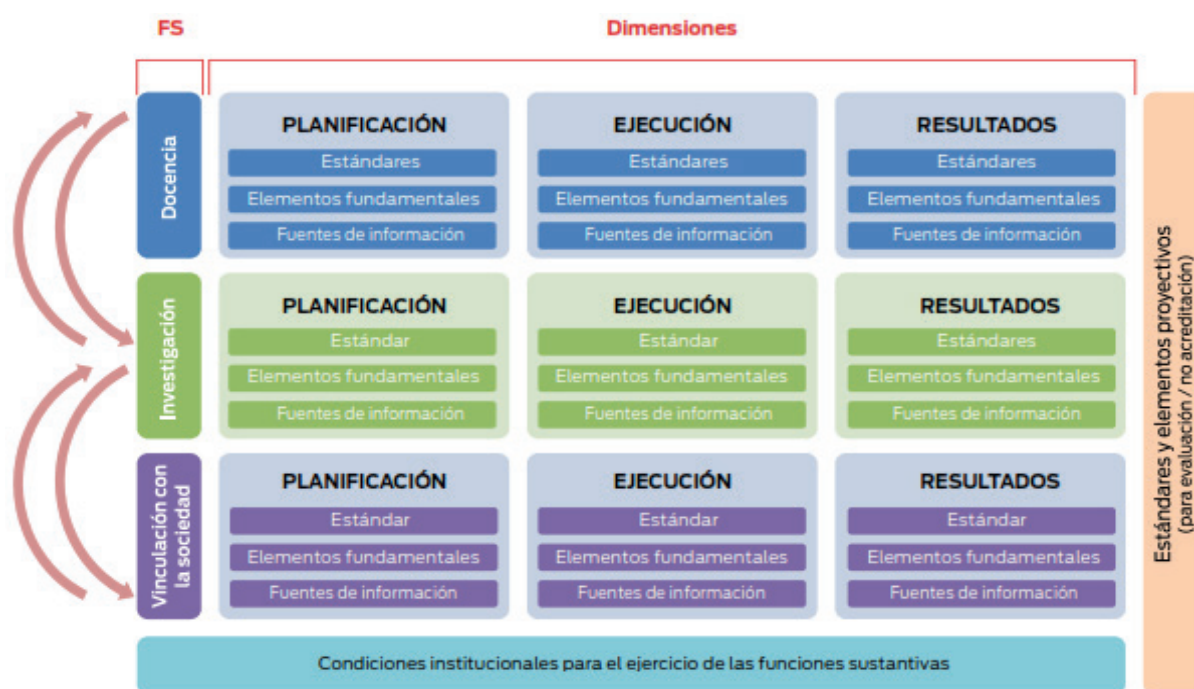 FS
Dimensiones
Docencia
PLANIFICACIÓN
Estándares
Elementos fundamentales
Fuentes de información
EJECUCIÓN
Estándares
Elementos fundamentales
Fuentes de información
RESULTADOS
Estándares
Elementos fundamentales
Fuentes de información
Investigación
PLANIFICACIÓN
Estándar
Elementos fundamentales
Fuentes de información
EJECUCIÓN
Estándar
Elementos fundamentales
Fuentes de información
RESULTADOS
Estándares
Elementos fundamentales
Fuentes de información
Vinculación con
la sociedad
PLANIFICACIÓN
Estándar
Elementos fundamentales
Fuentes de información
EJECUCIÓN
Estándar
Elementos fundamentales
Fuentes de información
RESULTADOS
Estándar
Elementos fundamentales
Fuentes de información
Condiciones institucionales para el ejercicio de las funciones sustantivas
Estándares y elementos proyectivos
(para evaluación / no acreditación)